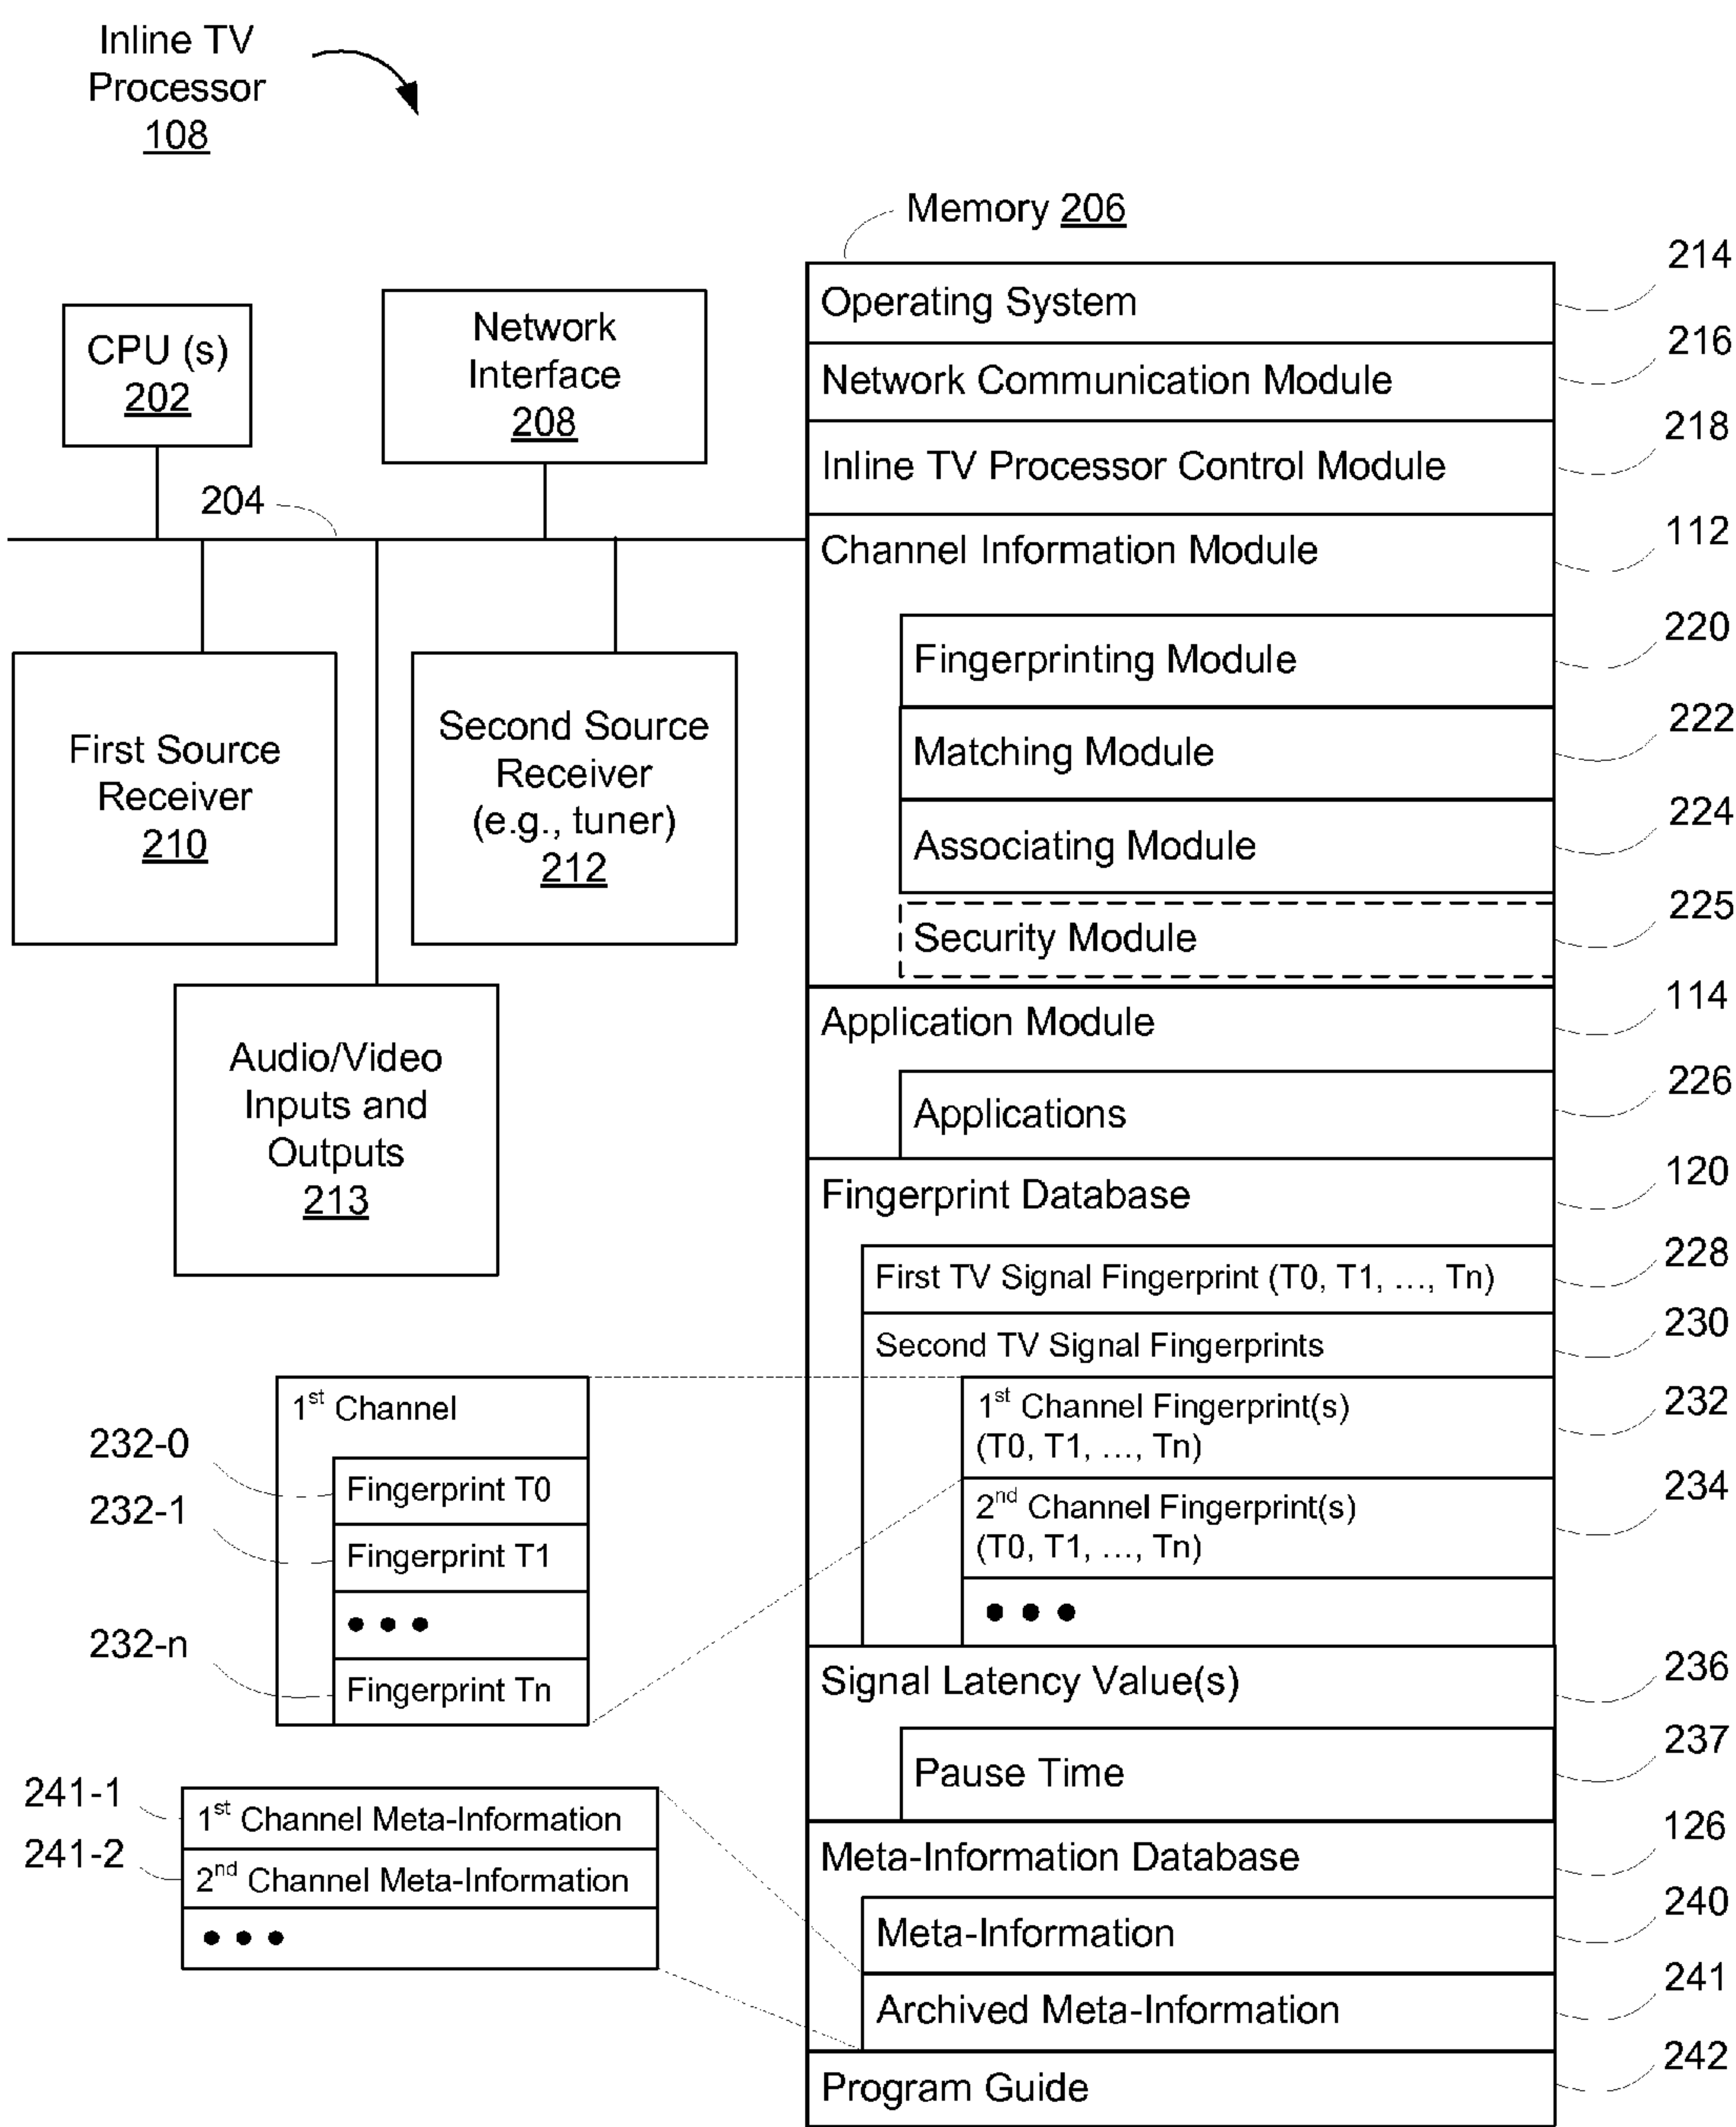 Inline TV
Processor
108
Memory 206
CPU (s)
202
Network
Interface
208
204
First Source
Receiver
210
Second Source
Receiver
(e.g., tuner)
212
Audio/Video
Inputs and
Outputs
213
Operating System
214
Network Communication Module
216
Inline TV Processor Control Module
218
Channel Information Module
112
Fingerprinting Module
220
Matching Module
222
Associating Module
224
Security Module
225
Application Module
114
Applications
226
Fingerprint Database
120
First TV Signal Fingerprint (T0, T1, ..., Tn)
228
Second TV Signal Fingerprints
230
1st Channel Fingerprint(s)
(T0, T1, ..., Tn)
232
2nd Channel Fingerprint(s)
(T0, T1, ..., Tn)
234
● ● ●
1st Channel
232-0
Fingerprint T0
232-1
Fingerprint T1
● ● ●
232-n
Fingerprint Tn
Signal Latency Value(s)
236
Pause Time
237
241-1
1st Channel Meta-Information
241-2
2nd Channel Meta-Information
● ● ●
Meta-Information Database
126
Meta-Information
240
Archived Meta-Information
241
Program Guide
242